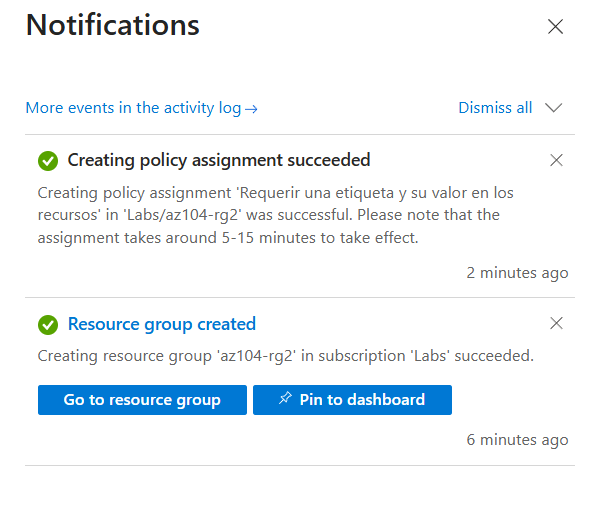 Notifications
More events in the activity log→
Dismiss all
Creating policy assignment succeeded
Creating policy assignment 'Requerir una etiqueta y su valor en los
recursos' in 'Labs/az104-rg2' was successful. Please note that the
assignment takes around 5-15 minutes to take effect.
2 minutes ago
Resource group created
Creating resource group 'az104-rg2' in subscription 'Labs' succeeded.
Go to resource group
Pin to dashboard
6 minutes ago